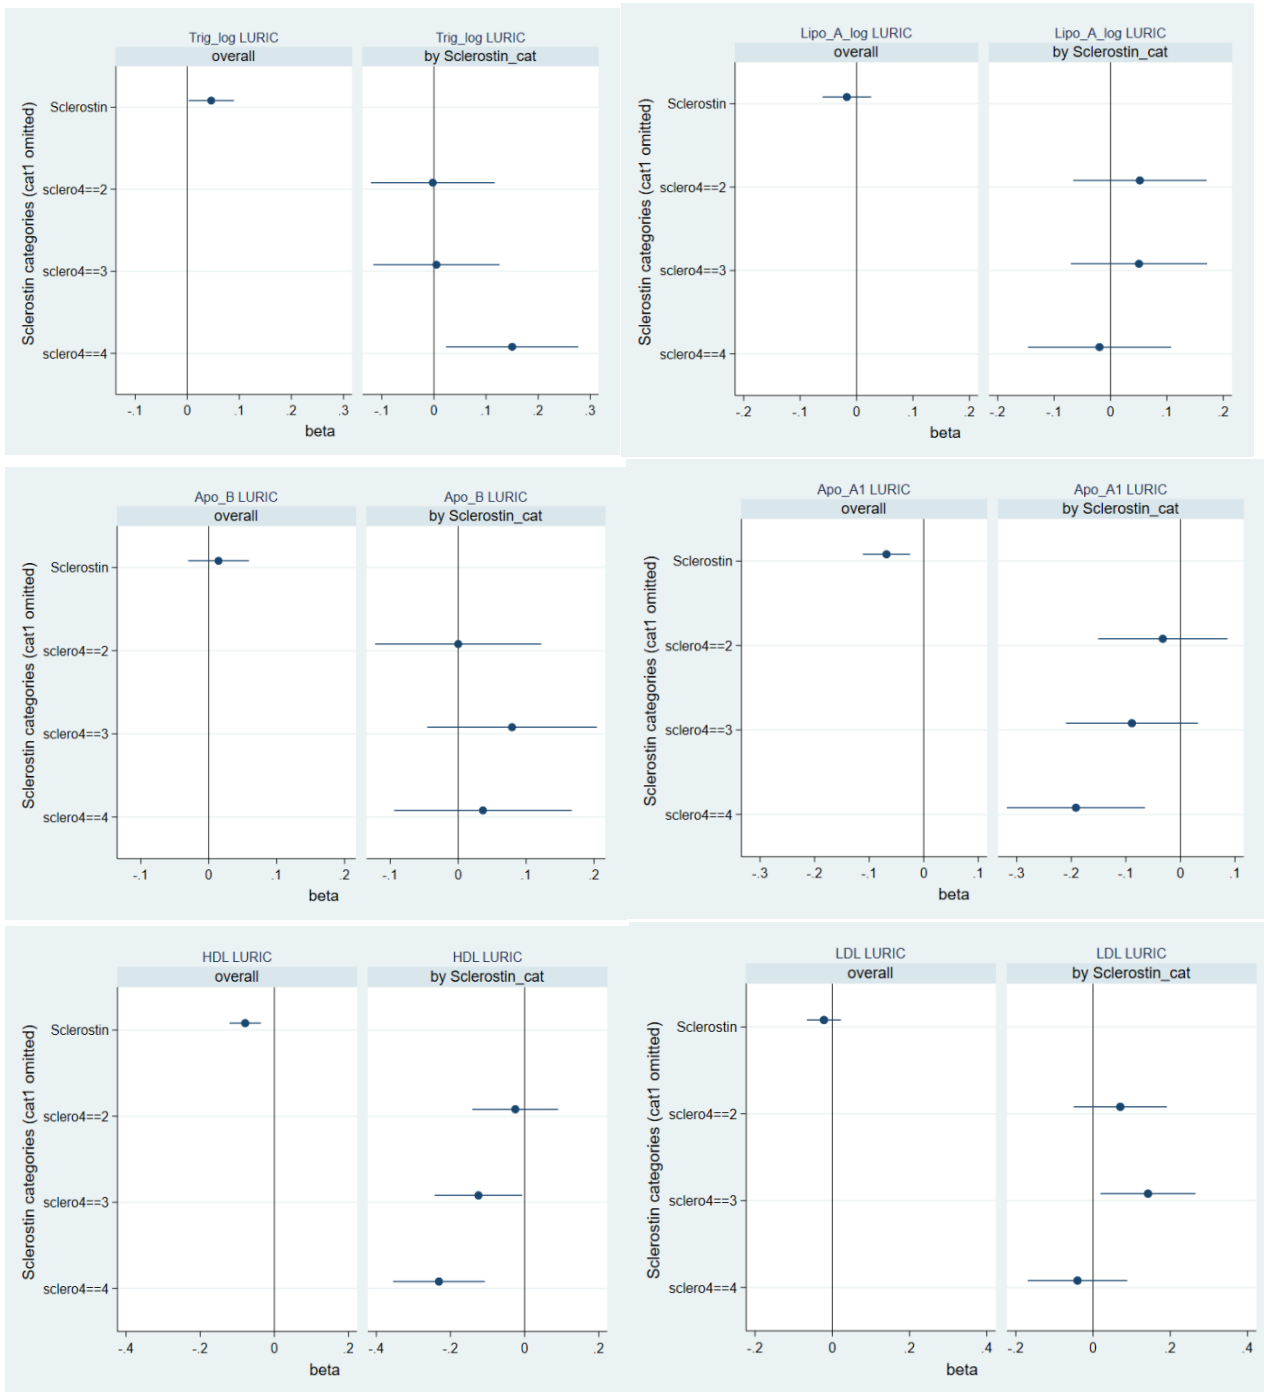 Trig_log LURIC
overall
Trig_log LURIC
by Sclerostin_cat
Sclerostin categories (cat1 omitted)
Sclerostin
sclero4==2
sclero4==3
sclero4==4
-.1 0 .1 .2 .3
-.1 0 .1 .2 .3
beta
Lipo_A_log LURIC
overall
Lipo_A_log LURIC
by Sclerostin_cat
Sclerostin categories (cat1 omitted)
Sclerostin
sclero4==2
sclero4==3
sclero4==4
-.2 -.1 0 .1 .2
-.2 -.1 0 .1 .2
beta
Apo_B LURIC
overall
Apo_B LURIC
by Sclerostin_cat
Sclerostin categories (cat1 omitted)
Sclerostin
sclero4==2
sclero4==3
sclero4==4
-.1 0 .1 .2
-.1 0 .1 .2
beta
Apo_A1 LURIC
overall
Apo_A1 LURIC
by Sclerostin_cat
Sclerostin categories (cat1 omitted)
Sclerostin
sclero4==2
sclero4==3
sclero4==4
-.3 -.2 -.1 0 .1
-.3 -.2 -.1 0 .1
beta
HDL LURIC
overall
HDL LURIC
by Sclerostin_cat
Sclerostin categories (cat1 omitted)
Sclerostin
sclero4==2
sclero4==3
sclero4==4
-.4 -.2 0 .2
-.4 -.2 0 .2
beta
LDL LURIC
overall
LDL LURIC
by Sclerostin_cat
Sclerostin categories (cat1 omitted)
Sclerostin
sclero4==2
sclero4==3
sclero4==4
-.2 0 .2 .4
-.2 0 .2 .4
beta